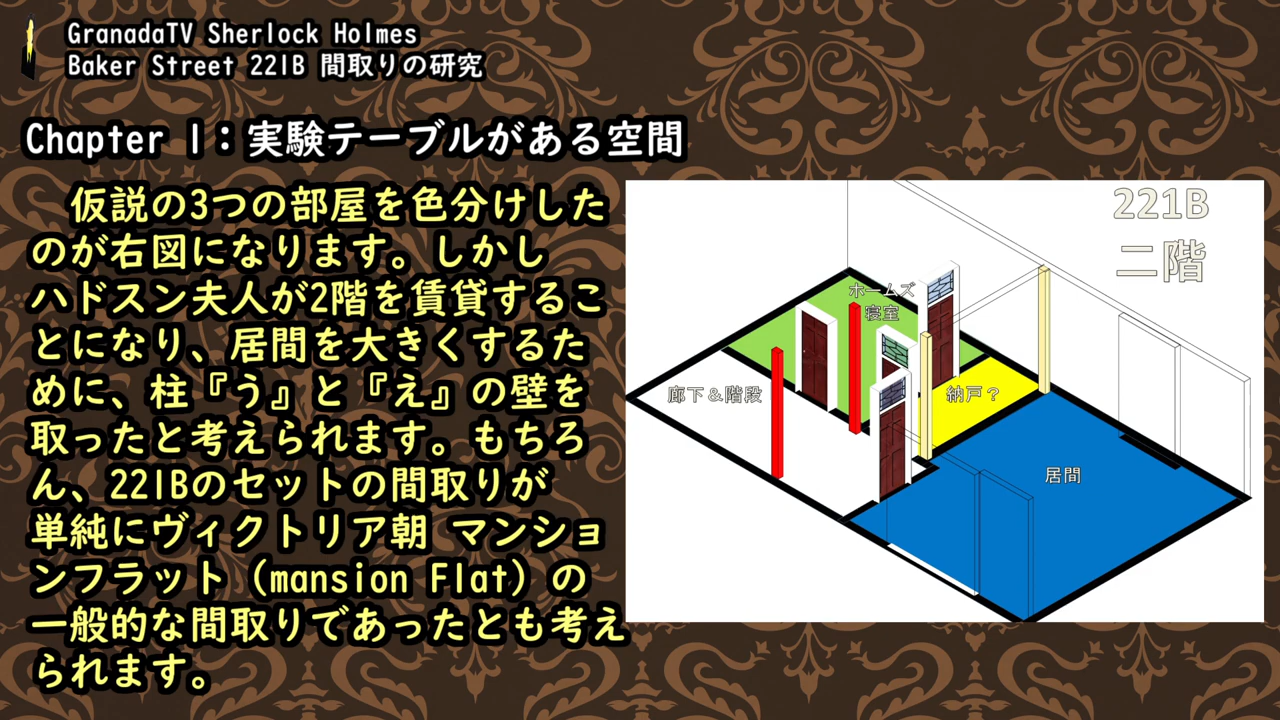 GranadaTV Sherlock Holmes
Baker Street 221B 間取りの研究
Chapter 1：実験テーブルがある空間
仮説の3つの部屋を色分けした
のが右図になります。しかし
ハドスン夫人が2階を賃貸するこ
とになり、居間を大きくするた
めに、柱『う』と『え』の壁を
取ったと考えられます。もちろ
ん、221Bのセットの間取りが
単純にヴィクトリア朝 マンショ
ンフラット（mansion Flat）の
一般的な間取りであったとも考え
られます。
221B
二階
ホームズ
寝室
廊下＆階段
納戸？
居間